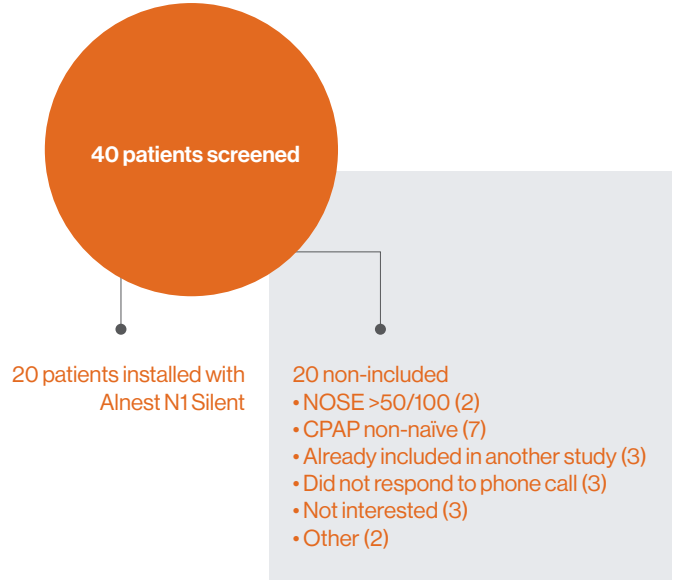 40 patients screened
20 patients installed with
Alnest N1 Silent
20 non-included
• NOSE >50/100 (2)
• CPAP non-naïve (7)
• Already included in another study (3)
• Did not respond to phone call (3)
• Not interested (3)
• Other (2)